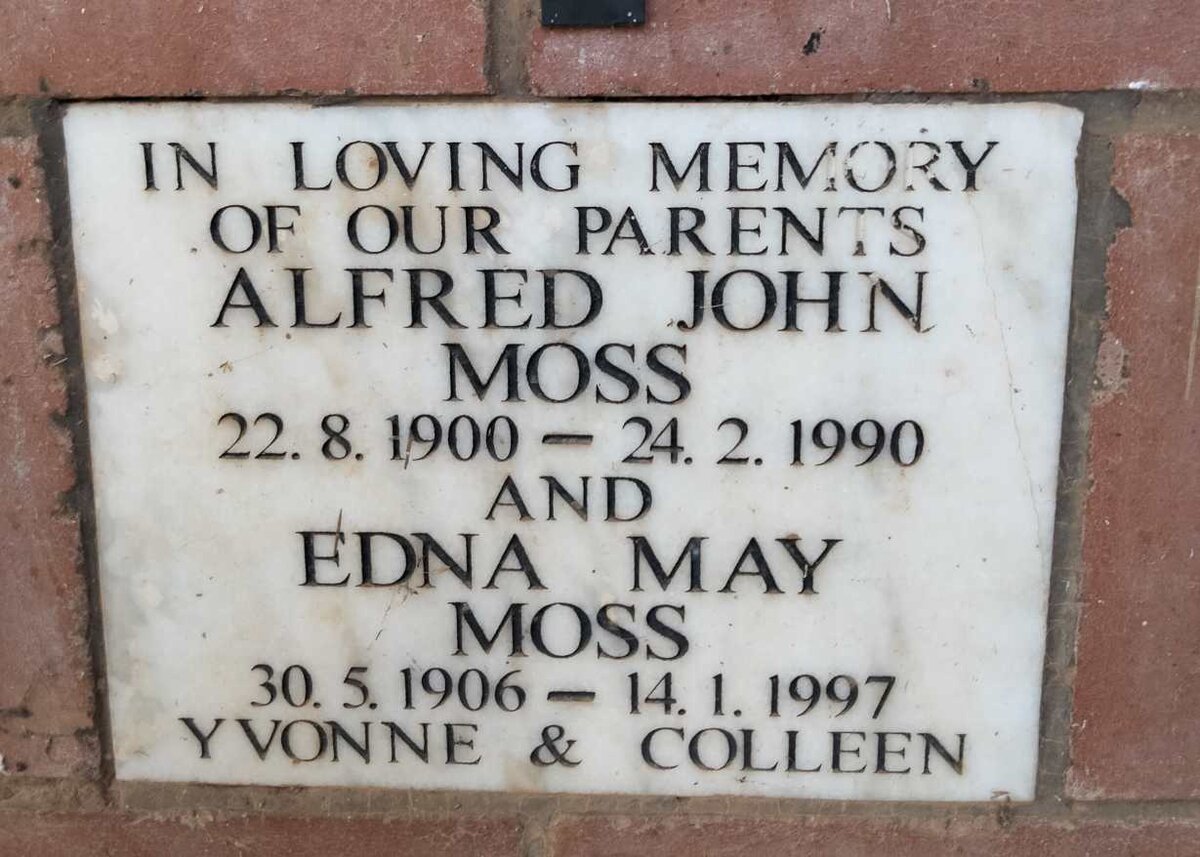 IN LOVING MEMORY
OF OUR PARENTS
ALFRED JOHN
MOSS
22. 8. 1900 — 24. 2. 1990
AND
EDNA MAY
MOSS
30. 5. 1906 — 14. 1. 1997
YVONNE & COLLEEN